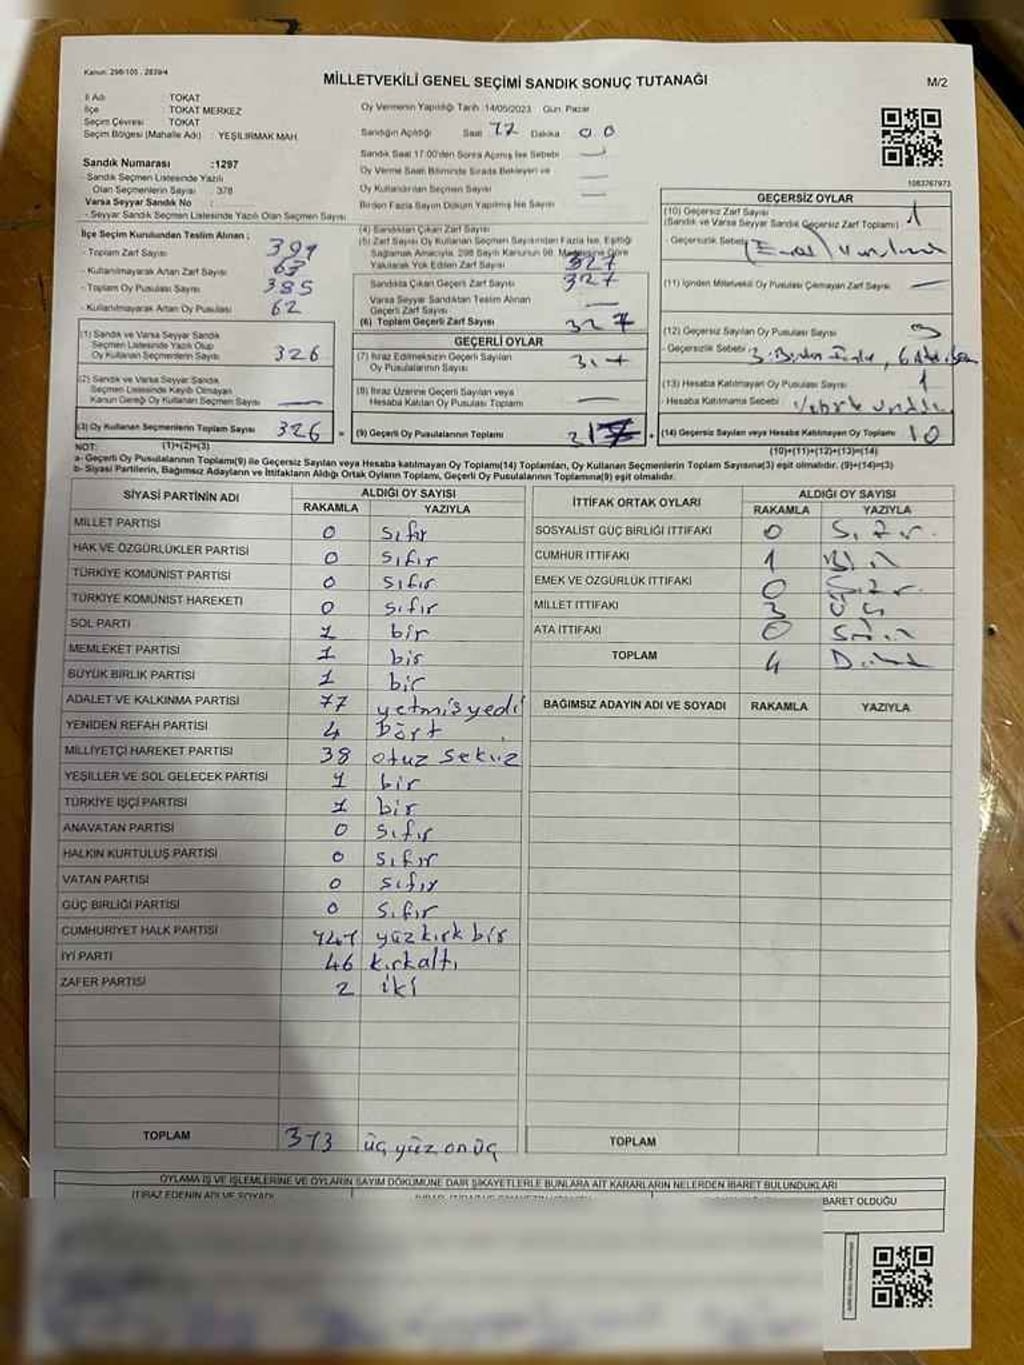 Kanun: 298/105 , 2839/4
MİLLETVEKİLİ GENEL SEÇİMİ SANDIK SONUÇ TUTANAĞI
M/2
İl Adı : TOKAT
İlçe : TOKAT MERKEZ
Seçim Çevresi : TOKAT
Seçim Bölgesi (Mahalle Adı) : YEŞİLIRMAK MAH.
Oy Vermenin Yapıldığı Tarih: 14/05/2023 Gün: Pazar
Sandığın Açıldığı Saat 17 Dakika 00
Sandık Saat 17:00'den Sonra Açılmış İse Sebebi
Oy Verme Saati Bitiminde Sırada Bekleyen ve
Oy Kullandırılan Seçmen Sayısı
Birden Fazla Sayım Döküm Yapılmış İse Sayısı
Sandık Numarası :1297
- Sandık Seçmen Listesinde Yazılı
Olan Seçmenlerin Sayısı : 378
Varsa Seyyar Sandık No :
- Seyyar Sandık Seçmen Listesinde Yazılı Olan Seçmen Sayısı
1083767973
İlçe Seçim Kurulundan Teslim Alınan ;
- Toplam Zarf Sayısı 391
- Kullanılmayarak Artan Zarf Sayısı 63
- Toplam Oy Pusulası Sayısı 385
- Kullanılmayarak Artan Oy Pusulası 62
(4) Sandıktan Çıkan Zarf Sayısı
(5) Zarf Sayısı Oy Kullanan Seçmen Sayısından Fazla İse, Eşitliği
Sağlamak Amacıyla, 298 Sayılı Kanunun 98. Maddesine Göre
Yakılarak Yok Edilen Zarf Sayısı 327
Sandıkta Çıkan Geçerli Zarf Sayısı 327
Varsa Seyyar Sandıktan Teslim Alınan
Geçerli Zarf Sayısı —
(6) Toplam Geçerli Zarf Sayısı 327
GEÇERSİZ OYLAR
(10) Geçersiz Zarf Sayısı 1
(Sandık ve Varsa Seyyar Sandık Geçersiz Zarf Toplamı)
- Geçersizlik Sebebi
(11) İçinden Milletvekili Oy Pusulası Çıkmayan Zarf Sayısı —
(12) Geçersiz Sayılan Oy Pusulası Sayısı
- Geçersizlik Sebebi :
(13) Hesaba Katılmayan Oy Pusulası Sayısı 1
- Hesaba Katılmama Sebebi
(14) Geçersiz Sayılan veya Hesaba Katılmayan Oy Toplamı 10
(10)+(11)+(12)+(13)=(14)
(1) Sandık ve Varsa Seyyar Sandık
Seçmen Listesinde Yazılı Olup
Oy Kullanan Seçmenlerin Sayısı 326
(2) Sandık ve Varsa Seyyar Sandık
Seçmen Listesinde Kayıtlı Olmayan
Kanun Gereği Oy Kullanan Seçmen Sayısı —
(3) Oy Kullanan Seçmenlerin Toplam Sayısı 326 =
(1)+(2)=(3)
GEÇERLİ OYLAR
(7) İtiraz Edilmeksizin Geçerli Sayılan
Oy Pusulalarının Sayısı
(8) İtiraz Üzerine Geçerli Sayılan veya
Hesaba Katılan Oy Pusulası Toplamı —
(9) Geçerli Oy Pusulalarının Toplamı
NOT:
a- Geçerli Oy Pusulası Toplamı(9) ile Geçersiz Sayılan veya Hesaba katılmayan Oy Toplamı(14) Toplamları, Oy Kullanan Seçmenlerin Toplam Sayısına(3) eşit olmalıdır. (9)+(14)=(3)
b- Siyasi Partilerin, Bağımsız Adayların ve İttifakların Aldığı Ortak Oyların Toplamı, Geçerli Oy Pusulalarının Toplamına(9) eşit olmalıdır.
SİYASİ PARTİNİN ADI ALDIĞI OY SAYISI
RAKAMLA YAZIYLA
MİLLET PARTİSİ 0 sıfır
HAK VE ÖZGÜRLÜKLER PARTİSİ 0 sıfır
TÜRKİYE KOMÜNİST PARTİSİ 0 sıfır
TÜRKİYE KOMÜNİST HAREKETİ 0 sıfır
SOL PARTİ 1 bir
MEMLEKET PARTİSİ 1 bir
BÜYÜK BİRLİK PARTİSİ 1 bir
ADALET VE KALKINMA PARTİSİ 77 yetmişyedi
YENİDEN REFAH PARTİSİ 4 Dört
MİLLİYETÇİ HAREKET PARTİSİ 38 otuz sekiz
YEŞİLLER VE SOL GELECEK PARTİSİ 1 bir
TÜRKİYE İŞÇİ PARTİSİ 1 bir
ANAVATAN PARTİSİ 0 sıfır
HALKIN KURTULUŞ PARTİSİ 0 sıfır
VATAN PARTİSİ 0 sıfır
GÜÇ BİRLİĞİ PARTİSİ 0 sıfır
CUMHURİYET HALK PARTİSİ 141 yüzkırk bir
İYİ PARTİ 46 kırkaltı
ZAFER PARTİSİ 2 iki
TOPLAM 313 üç yüz on üç
İTTİFAK ORTAK OYLARI ALDIĞI OY SAYISI
RAKAMLA YAZIYLA
SOSYALİST GÜÇ BİRLİĞİ İTTİFAKI 0 Sıfır
CUMHUR İTTİFAKI 1 Bir
EMEK VE ÖZGÜRLÜK İTTİFAKI 0 Sıfır
MİLLET İTTİFAKI 3 Üç
ATA İTTİFAKI 0 Sıfır
TOPLAM 4 Dört
BAĞIMSIZ ADAYIN ADI VE SOYADI RAKAMLA YAZIYLA
TOPLAM
OYLAMA İŞ VE İŞLEMLERİNE VE OYLARIN SAYIM DÖKÜMÜNE DAİR ŞİKAYETLERLE BUNLARA AİT KARARLARIN NELERDEN İBARET BULUNDUKLARI
İTİRAZ EDENİN ADI VE SOYADI
BARET OLDUĞU